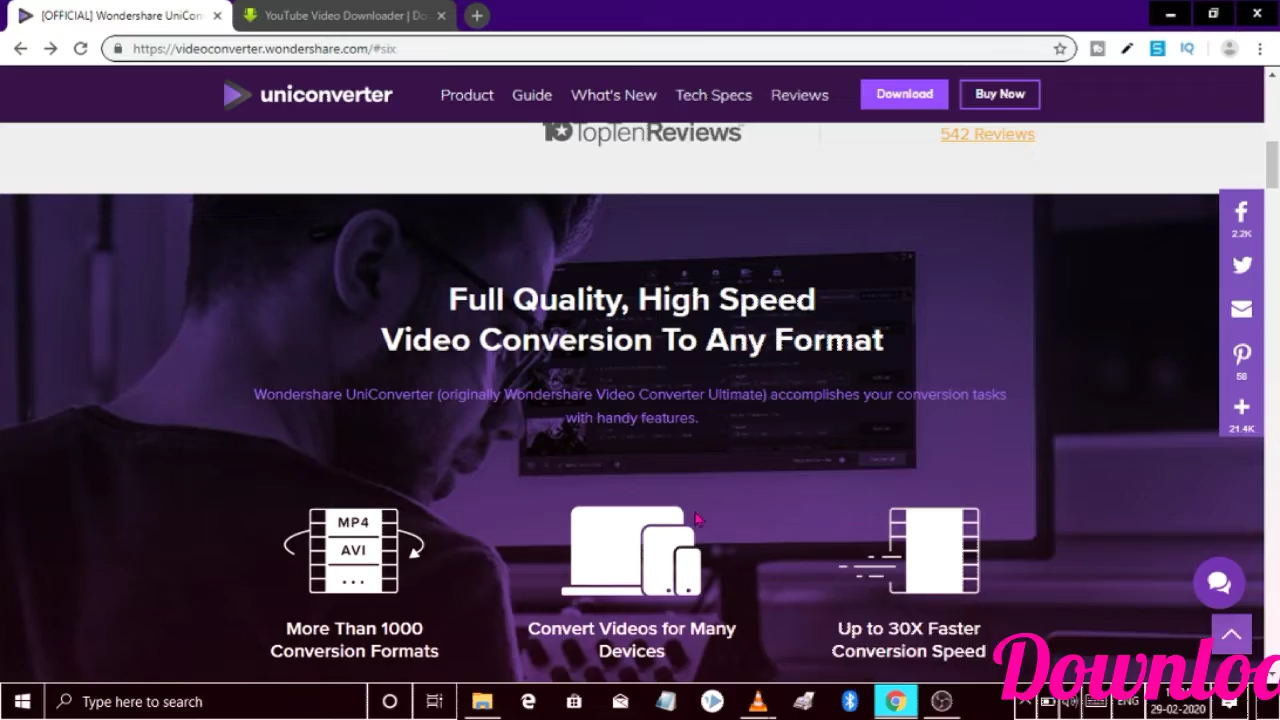 [OFFICIAL] Wondershare UniCon
YouTube Video Downloader | Do
https://videoconverter.wondershare.com/#six
uniconverter
Product
Guide
What's New
Tech Specs
Reviews
Download
Buy Now
TopTenReviews
542 Reviews
2.2K
Full Quality, High Speed
Video Conversion To Any Format
58
Wondershare UniConverter (originally Wondershare Video Converter Ultimate) accomplishes your conversion tasks
with handy features.
21.4K
MP4
AVI
...
More Than 1000
Conversion Formats
Convert Videos for Many
Devices
Up to 30X Faster
Conversion Speed
Downloa
Type here to search
ENG
29-02-2020